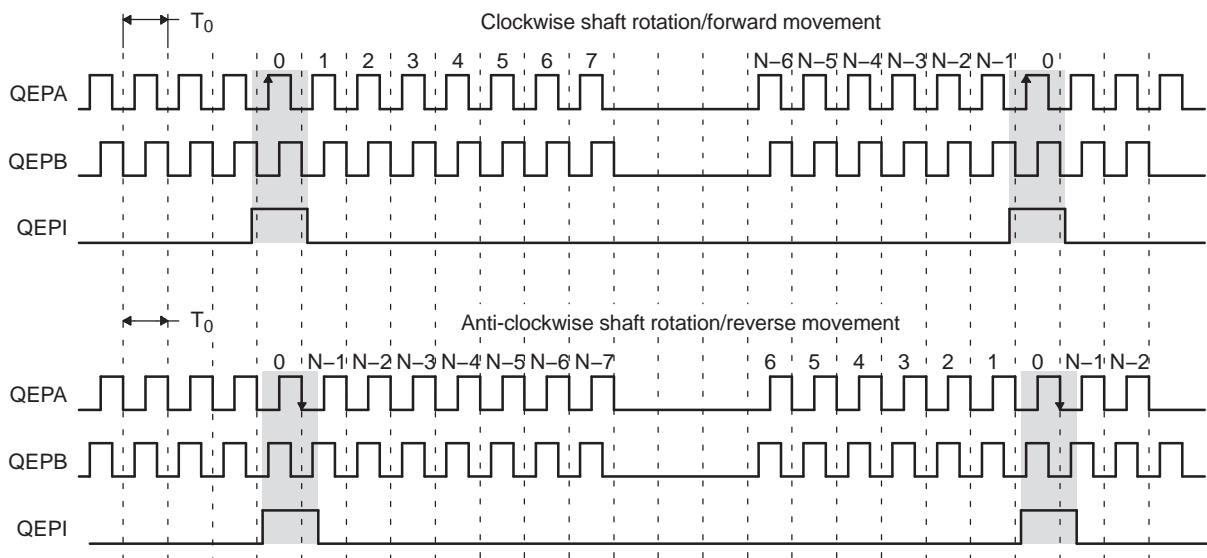 T0
Clockwise shaft rotation/forward movement
0 1 2 3 4 5 6 7 N–6 N–5 N–4 N–3 N–2 N–1 0
QEPA
QEPB
QEPI
T0
Anti-clockwise shaft rotation/reverse movement
0 N–1 N–2 N–3 N–4 N–5 N–6 N–7 6 5 4 3 2 1 0 N–1 N–2
QEPA
QEPB
QEPI